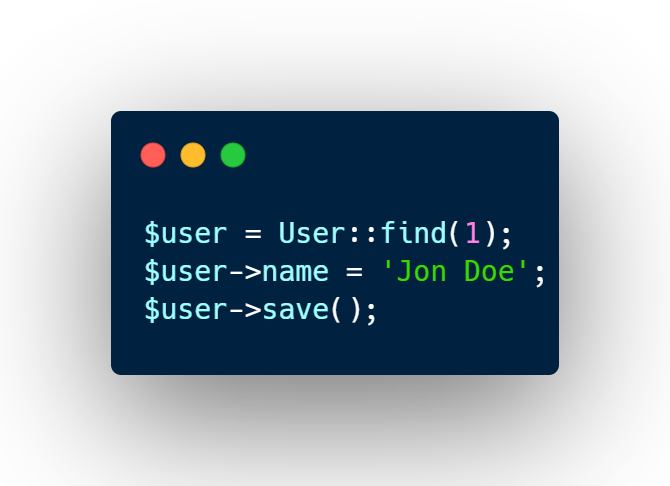 $user = User::find(1);
$user->name = 'Jon Doe';
$user->save();